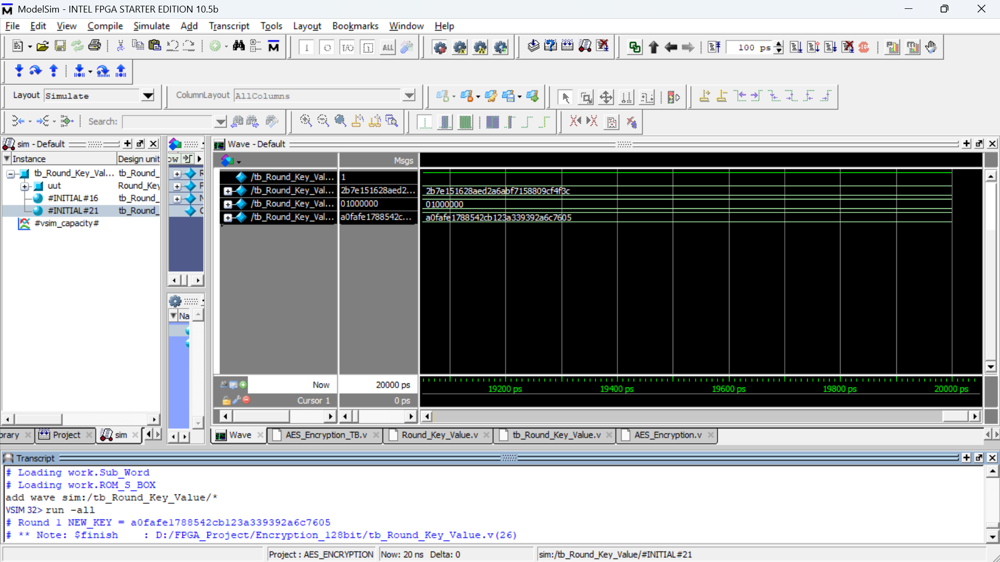 ModelSim - INTEL FPGA STARTER EDITION 10.5b
File Edit View Compile Simulate Add Transcript Tools Layout Bookmarks Window Help
100 ps
Layout Simulate
ColumnLayout AllColumns
Search:
sim - Default
Instance
Design unit
tb_Round_Key_Val... tb_Round_
uut Round_Key
#INITIAL#16 tb_Round_
#INITIAL#21 tb_Round_
#vsim_capacity#
Na
Wave - Default
Msgs
/tb_Round_Key_Val... 1
/tb_Round_Key_Val... 2b7e151628aed2... 2b7e151628aed2a6abf7158809cf4f3c
/tb_Round_Key_Val... 01000000 01000000
/tb_Round_Key_Val... a0fafe1788542c... a0fafe1788542cb123a339392a6c7605
Now 20000 ps
Cursor 1 0 ps
19200 ps 19400 ps 19600 ps 19800 ps 20000 ps
brary Project sim
Wave AES_Encryption_TB.v Round_Key_Value.v tb_Round_Key_Value.v AES_Encryption.v
Transcript
# Loading work.Sub_Word
# Loading work.ROM_S_BOX
add wave sim:/tb_Round_Key_Value/*
VSIM 32> run -all
# Round 1 NEW_KEY = a0fafe1788542cb123a339392a6c7605
# ** Note: $finish : D:/FPGA_Project/Encryption_128bit/tb_Round_Key_Value.v(26)
Project : AES_ENCRYPTION Now: 20 ns Delta: 0 sim:/tb_Round_Key_Value/#INITIAL#21